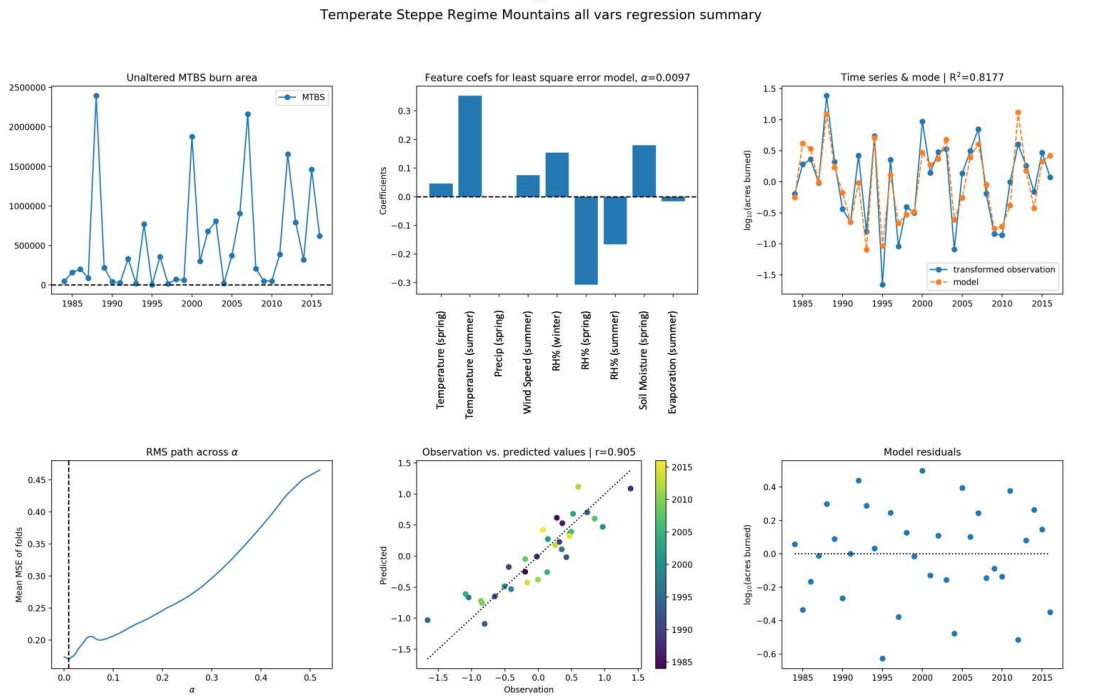 Temperate Steppe Regime Mountains all vars regression summary
Unaltered MTBS burn area
2500000
2000000
1500000
1000000
500000
0
1985 1990 1995 2000 2005 2010 2015
MTBS
Feature coefs for least square error model, α=0.0097
Coefficients
0.3
0.2
0.1
0.0
−0.1
−0.2
−0.3
Temperature (spring)
Temperature (summer)
Precip (spring)
Wind Speed (summer)
RH% (winter)
RH% (spring)
RH% (summer)
Soil Moisture (spring)
Evaporation (summer)
Time series & mode | R²=0.8177
log₁₀(acres burned)
1.5
1.0
0.5
0.0
−0.5
−1.0
−1.5
1985 1990 1995 2000 2005 2010 2015
transformed observation
model
RMS path across α
Mean MSE of folds
0.45
0.40
0.35
0.30
0.25
0.20
0.0 0.1 0.2 0.3 0.4 0.5
α
Observation vs. predicted values | r=0.905
Predicted
1.5
1.0
0.5
0.0
−0.5
−1.0
−1.5
−1.5 −1.0 −0.5 0.0 0.5 1.0 1.5
Observation
2015
2010
2005
2000
1995
1990
1985
Model residuals
log₁₀(acres burned)
0.4
0.2
0.0
−0.2
−0.4
−0.6
1985 1990 1995 2000 2005 2010 2015